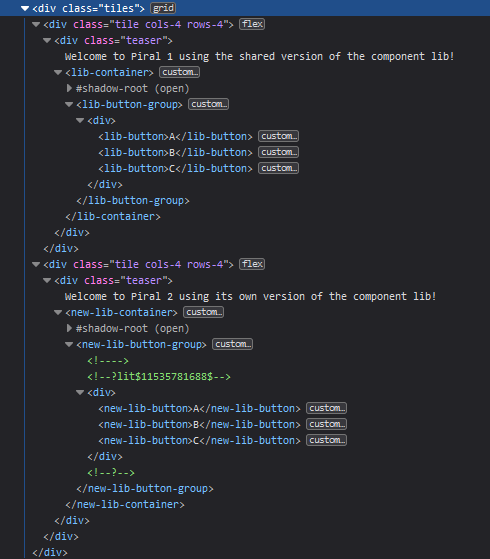 <div class="tiles"> grid
<div class="tile cols-4 rows-4"> flex
<div class="teaser">
Welcome to Piral 1 using the shared version of the component lib!
<lib-container> custom…
#shadow-root (open)
<lib-button-group> custom…
<div>
<lib-button>A</lib-button> custom…
<lib-button>B</lib-button> custom…
<lib-button>C</lib-button> custom…
</div>
</lib-button-group>
</lib-container>
</div>
</div>
<div class="tile cols-4 rows-4"> flex
<div class="teaser">
Welcome to Piral 2 using its own version of the component lib!
<new-lib-container> custom…
#shadow-root (open)
<new-lib-button-group> custom…
<!---->
<!--?lit$11535781688$-->
<div>
<new-lib-button>A</new-lib-button> custom…
<new-lib-button>B</new-lib-button> custom…
<new-lib-button>C</new-lib-button> custom…
</div>
<!--?-->
</new-lib-button-group>
</new-lib-container>
</div>
</div>
</div>